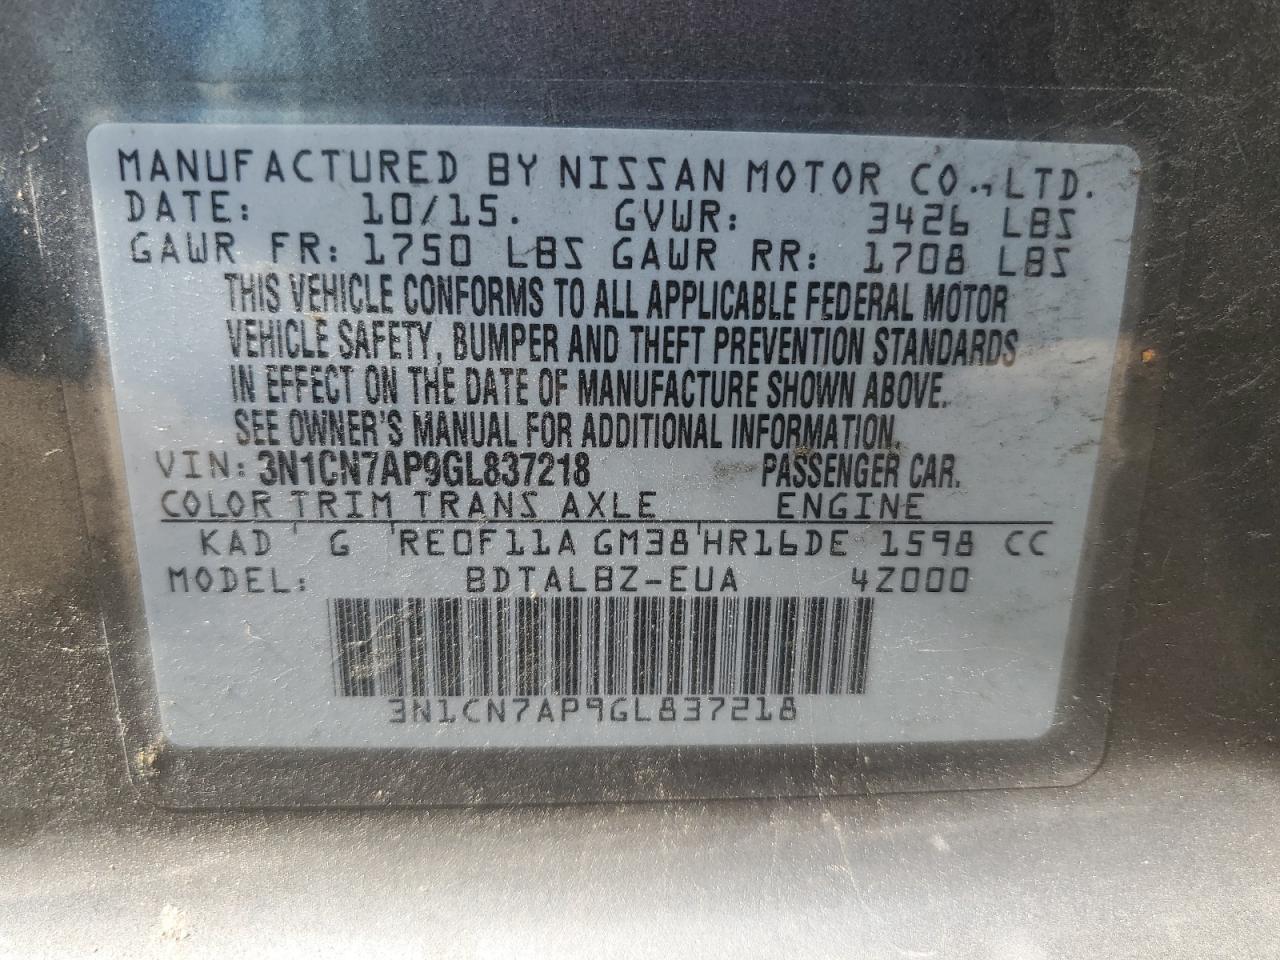 MANUFACTURED BY NISSAN MOTOR CO., LTD.
DATE: 10/15. GVWR: 3426 LBS
GAWR FR: 1750 LBS GAWR RR: 1708 LBS
THIS VEHICLE CONFORMS TO ALL APPLICABLE FEDERAL MOTOR
VEHICLE SAFETY, BUMPER AND THEFT PREVENTION STANDARDS
IN EFFECT ON THE DATE OF MANUFACTURE SHOWN ABOVE.
SEE OWNER'S MANUAL FOR ADDITIONAL INFORMATION.
VIN: 3N1CN7AP9GL837218 PASSENGER CAR.
COLOR TRIM TRANS AXLE ENGINE
KAD ' G ' RE0F11A GM38 ' HR16DE 1598 CC
MODEL: BDTALBZ-EUA 4Z000
3N1CN7AP9GL837218